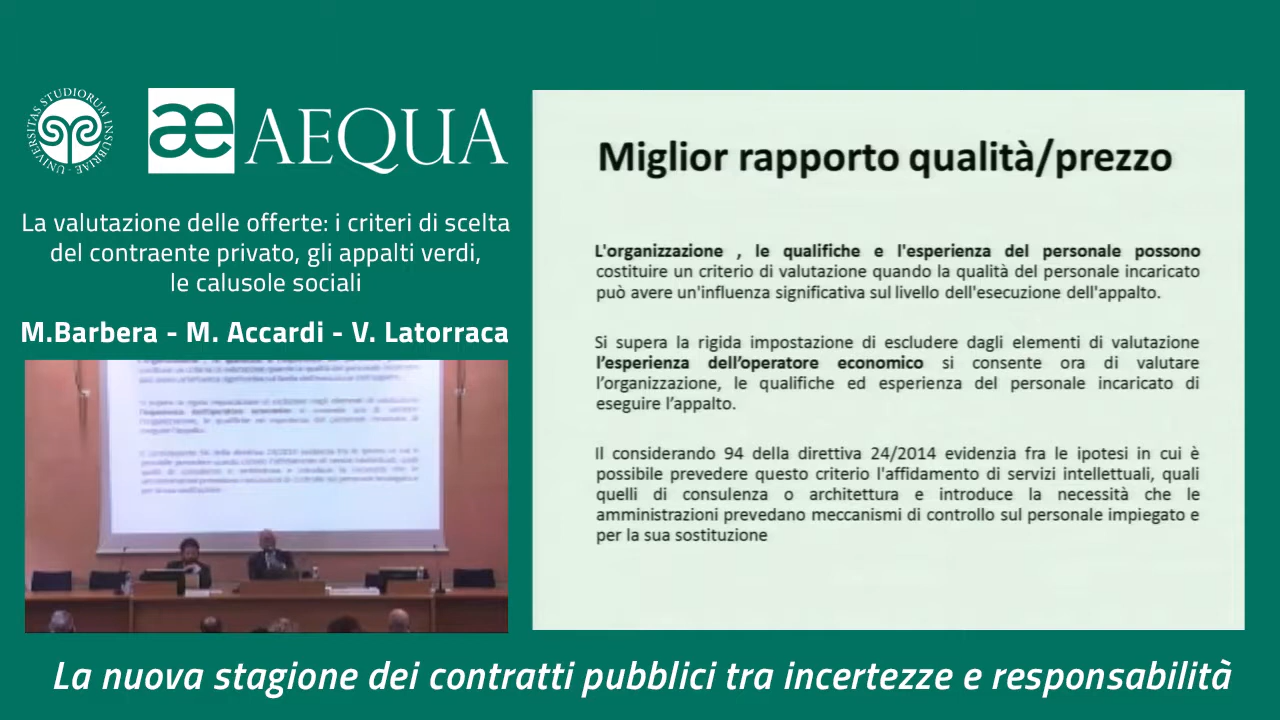 UNIVERSITAS STUDIORUM INSUBRIAE
æ AEQUA
La valutazione delle offerte: i criteri di scelta
del contraente privato, gli appalti verdi,
le calusole sociali
M.Barbera - M. Accardi - V. Latorraca
Miglior rapporto qualità/prezzo
L'organizzazione , le qualifiche e l'esperienza del personale possono
costituire un criterio di valutazione quando la qualità del personale incaricato
può avere un'influenza significativa sul livello dell'esecuzione dell'appalto.
Si supera la rigida impostazione di escludere dagli elementi di valutazione
l’esperienza dell’operatore economico si consente ora di valutare
l’organizzazione, le qualifiche ed esperienza del personale incaricato di
eseguire l’appalto.
Il considerando 94 della direttiva 24/2014 evidenzia fra le ipotesi in cui è
possibile prevedere questo criterio l'affidamento di servizi intellettuali, quali
quelli di consulenza o architettura e introduce la necessità che le
amministrazioni prevedano meccanismi di controllo sul personale impiegato e
per la sua sostituzione
La nuova stagione dei contratti pubblici tra incertezze e responsabilità